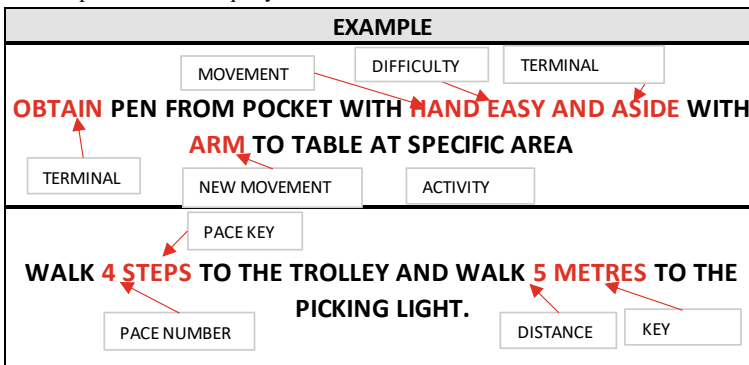 EXAMPLE
MOVEMENT
DIFFICULTY
TERMINAL
OBTAIN PEN FROM POCKET WITH HAND EASY AND ASIDE WITH
ARM TO TABLE AT SPECIFIC AREA
TERMINAL
NEW MOVEMENT
ACTIVITY
PACE KEY
WALK 4 STEPS TO THE TROLLEY AND WALK 5 METRES TO THE
PICKING LIGHT.
PACE NUMBER
DISTANCE
KEY